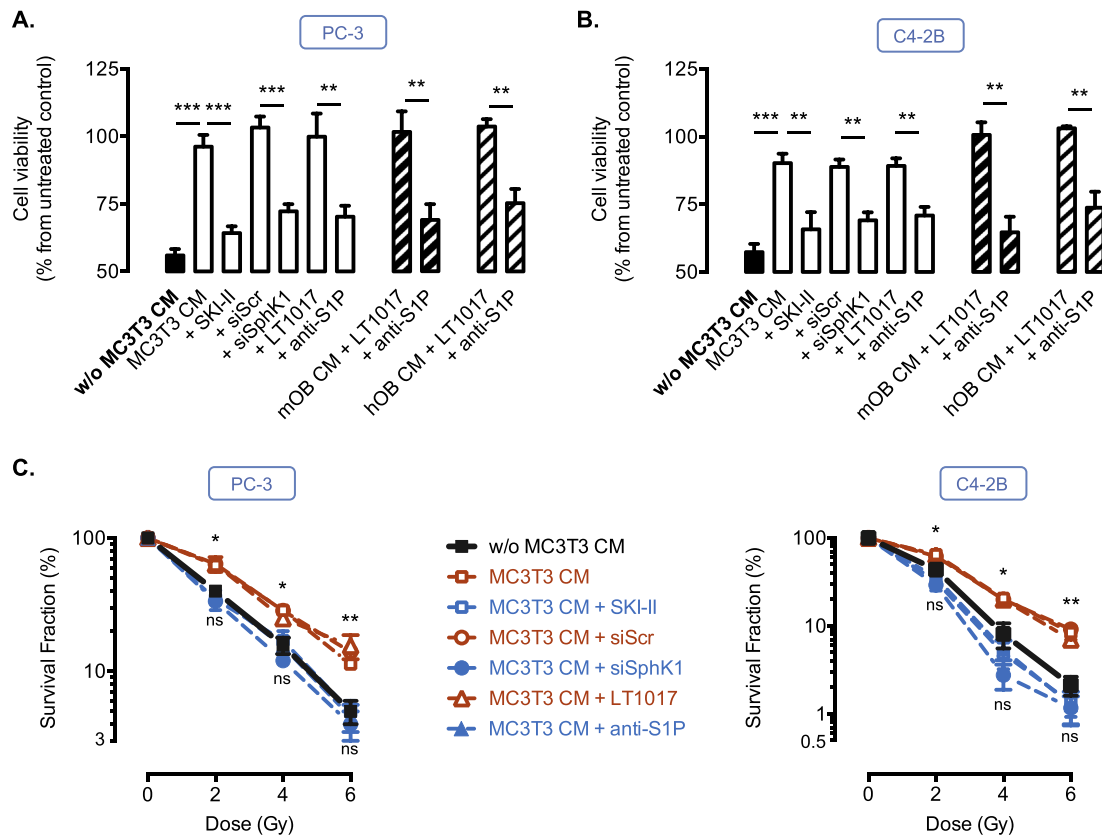 A.
PC-3
Cell viability
(% from untreated control)
125
100
75
50
*** *** *** ** ** **
w/o MC3T3 CM
MC3T3 CM
+ SKI-II
+ siScr
+ siSphK1
+ LT1017
+ anti-S1P
mOB CM + LT1017
+ anti-S1P
hOB CM + LT1017
+ anti-S1P
B.
C4-2B
Cell viability
(% from untreated control)
125
100
75
50
*** ** ** ** ** **
w/o MC3T3 CM
MC3T3 CM
+ SKI-II
+ siScr
+ siSphK1
+ LT1017
+ anti-S1P
mOB CM + LT1017
+ anti-S1P
hOB CM + LT1017
+ anti-S1P
C.
PC-3
Survival Fraction (%)
100
10
3
* * **
ns ns ns
0 2 4 6
Dose (Gy)
w/o MC3T3 CM
MC3T3 CM
MC3T3 CM + SKI-II
MC3T3 CM + siScr
MC3T3 CM + siSphK1
MC3T3 CM + LT1017
MC3T3 CM + anti-S1P
C4-2B
Survival Fraction (%)
100
10
1
0.5
* * **
ns ns ns
0 2 4 6
Dose (Gy)